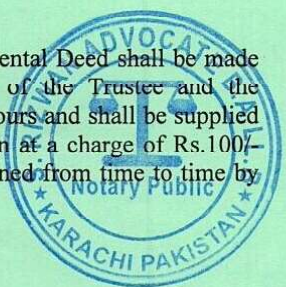 ental Deed shall be made
of the Trustee and the
ours and shall be supplied
n at a charge of Rs.100/-
ned from time to time by
ADVOCATE
Notary Public
KARACHI PAKISTAN